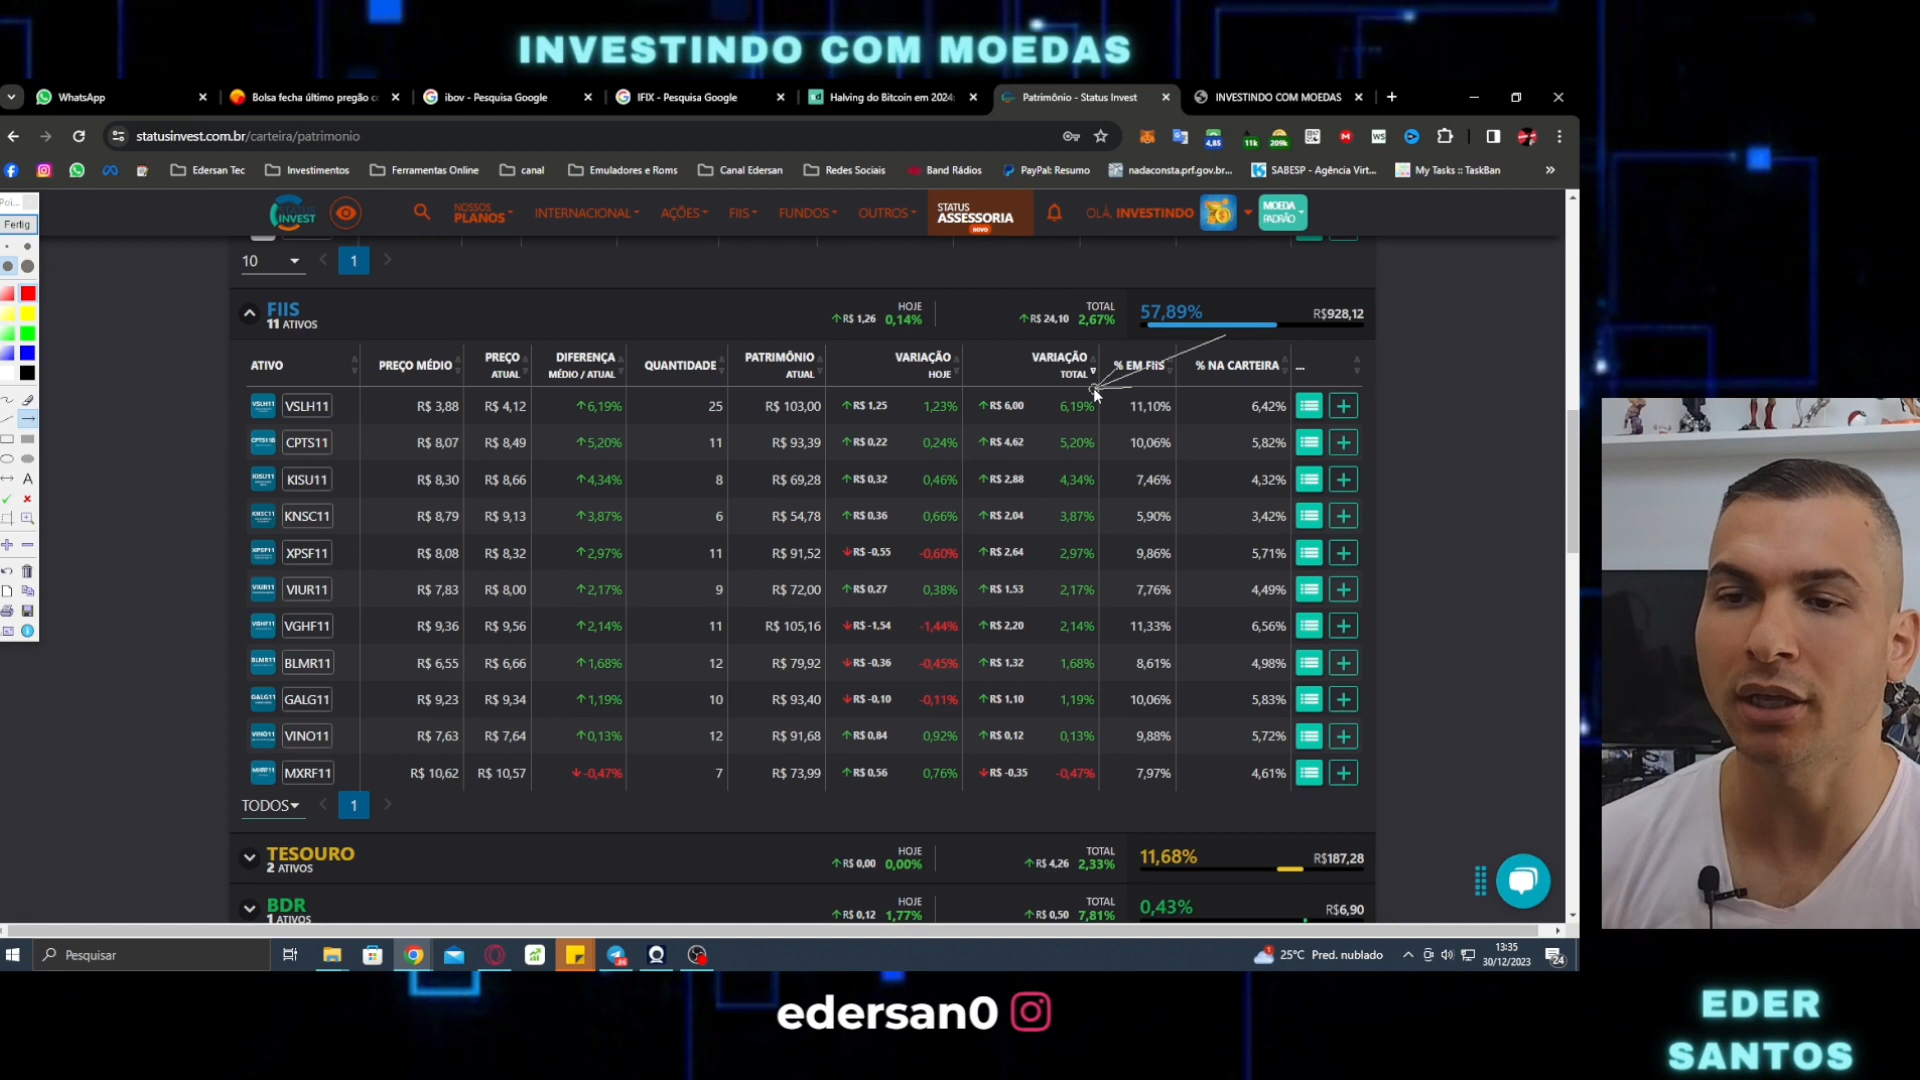 INVESTINDO COM MOEDAS
WhatsApp
Bolsa fecha último pregão c
ibov - Pesquisa Google
IFIX - Pesquisa Google
Halving do Bitcoin em 2024:
Patrimônio - Status Invest
INVESTINDO COM MOEDAS
statusinvest.com.br/carteira/patrimonio
4,85
11k
209k
Edersan Tec
Investimentos
Ferramentas Online
canal
Emuladores e Roms
Canal Edersan
Redes Sociais
Band Rádios
PayPal: Resumo
nadaconsta.prf.gov.br...
SABESP - Agência Virt...
My Tasks :: TaskBan
Poi...
Fertig
STATUS INVEST
NOSSOS PLANOS
INTERNACIONAL
AÇÕES
FIIS
FUNDOS
OUTROS
STATUS ASSESSORIA
NOVO
OLÁ, INVESTINDO
MOEDA PADRÃO
10
1
FIIS
11 ATIVOS
HOJE
R$ 1,26 0,14%
TOTAL
R$ 24,10 2,67%
57,89%
R$928,12
ATIVO PREÇO MÉDIO PREÇO ATUAL DIFERENÇA MÉDIO / ATUAL QUANTIDADE PATRIMÔNIO ATUAL VARIAÇÃO HOJE VARIAÇÃO TOTAL % EM FIIS % NA CARTEIRA ...
VSLH11 R$ 3,88 R$ 4,12 6,19% 25 R$ 103,00 R$ 1,25 1,23% R$ 6,00 6,19% 11,10% 6,42%
CPTS11 R$ 8,07 R$ 8,49 5,20% 11 R$ 93,39 R$ 0,22 0,24% R$ 4,62 5,20% 10,06% 5,82%
KISU11 R$ 8,30 R$ 8,66 4,34% 8 R$ 69,28 R$ 0,32 0,46% R$ 2,88 4,34% 7,46% 4,32%
KNSC11 R$ 8,79 R$ 9,13 3,87% 6 R$ 54,78 R$ 0,36 0,66% R$ 2,04 3,87% 5,90% 3,42%
XPSF11 R$ 8,08 R$ 8,32 2,97% 11 R$ 91,52 R$ -0,55 -0,60% R$ 2,64 2,97% 9,86% 5,71%
VIUR11 R$ 7,83 R$ 8,00 2,17% 9 R$ 72,00 R$ 0,27 0,38% R$ 1,53 2,17% 7,76% 4,49%
VGHF11 R$ 9,36 R$ 9,56 2,14% 11 R$ 105,16 R$ -1,54 -1,44% R$ 2,20 2,14% 11,33% 6,56%
BLMR11 R$ 6,55 R$ 6,66 1,68% 12 R$ 79,92 R$ -0,36 -0,45% R$ 1,32 1,68% 8,61% 4,98%
GALG11 R$ 9,23 R$ 9,34 1,19% 10 R$ 93,40 R$ -0,10 -0,11% R$ 1,10 1,19% 10,06% 5,83%
VINO11 R$ 7,63 R$ 7,64 0,13% 12 R$ 91,68 R$ 0,84 0,92% R$ 0,12 0,13% 9,88% 5,72%
MXRF11 R$ 10,62 R$ 10,57 -0,47% 7 R$ 73,99 R$ 0,56 0,76% R$ -0,35 -0,47% 7,97% 4,61%
TODOS
1
TESOURO
2 ATIVOS
HOJE
R$ 0,00 0,00%
TOTAL
R$ 4,26 2,33%
11,68%
R$187,28
BDR
1 ATIVOS
HOJE
R$ 0,12 1,77%
TOTAL
R$ 0,50 7,81%
0,43%
R$6,90
Pesquisar
25°C Pred. nublado
13:35
30/12/2023
24
edersan0
EDER
SANTOS